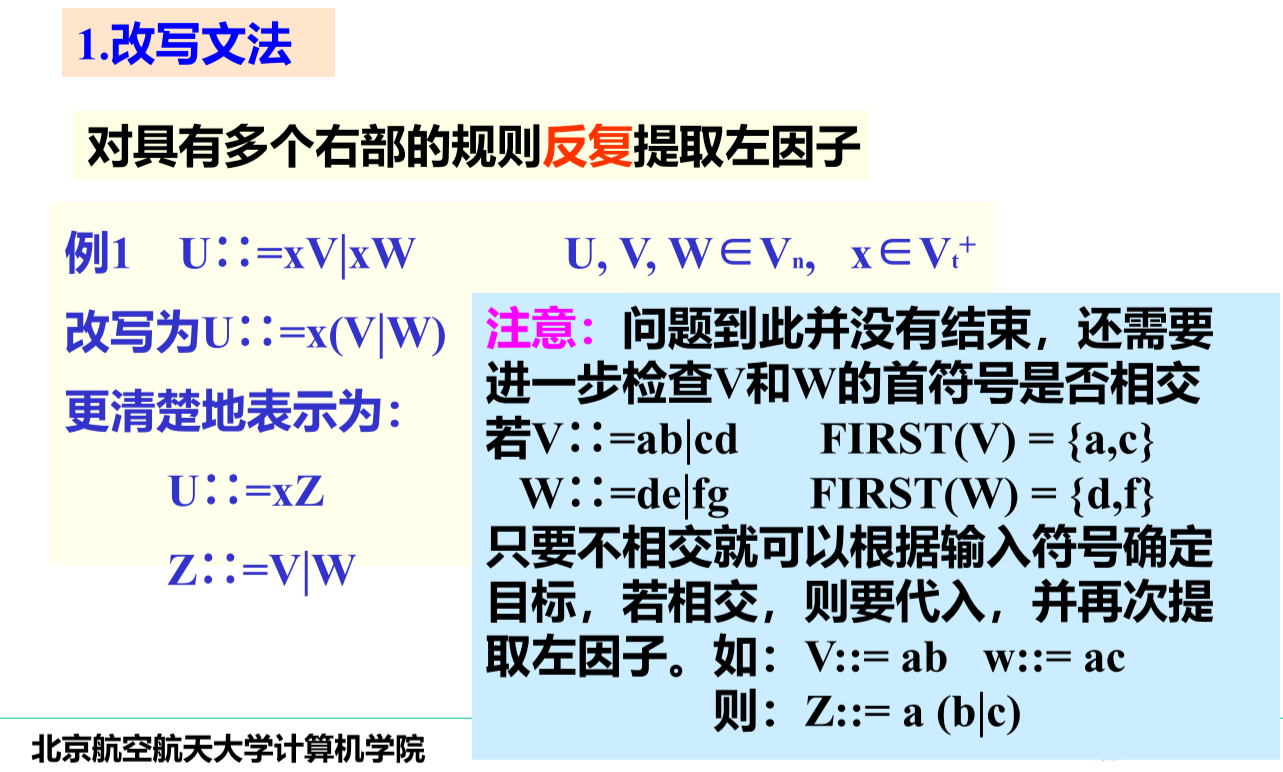 1.改写文法
对具有多个右部的规则反复提取左因子
例1 U∷=xV|xW U, V, W∈Vn, x∈Vt+
改写为U∷=x(V|W)
更清楚地表示为：
U∷=xZ
Z∷=V|W
注意：问题到此并没有结束，还需要
进一步检查V和W的首符号是否相交
若V∷=ab|cd FIRST(V) = {a,c}
W∷=de|fg FIRST(W) = {d,f}
只要不相交就可以根据输入符号确定
目标，若相交，则要代入，并再次提
取左因子。如：V::= ab w::= ac
则：Z::= a (b|c)
北京航空航天大学计算机学院